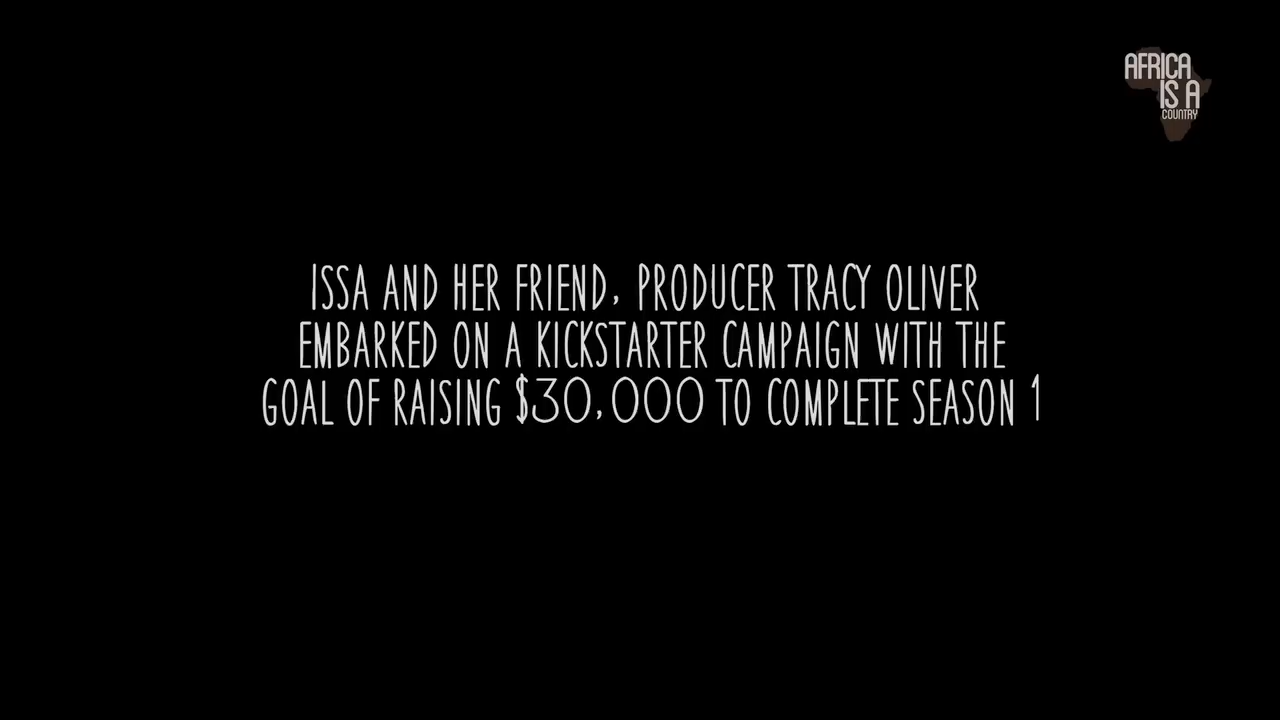 AFRICA
IS A
COUNTRY
ISSA AND HER FRIEND, PRODUCER TRACY OLIVER
EMBARKED ON A KICKSTARTER CAMPAIGN WITH THE
GOAL OF RAISING $30,000 TO COMPLETE SEASON 1